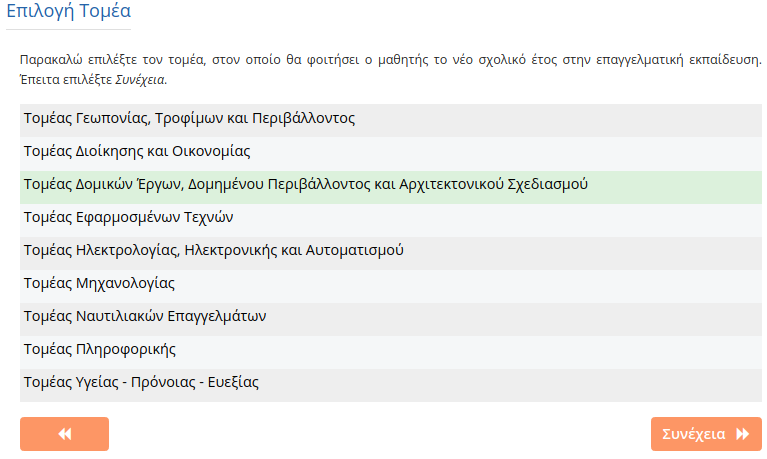 Επιλογή Τομέα
Παρακαλώ επιλέξτε τον τομέα, στον οποίο θα φοιτήσει ο μαθητής το νέο σχολικό έτος στην επαγγελματική εκπαίδευση.
Έπειτα επιλέξτε Συνέχεια.
Τομέας Γεωπονίας, Τροφίμων και Περιβάλλοντος
Τομέας Διοίκησης και Οικονομίας
Τομέας Δομικών Έργων, Δομημένου Περιβάλλοντος και Αρχιτεκτονικού Σχεδιασμού
Τομέας Εφαρμοσμένων Τεχνών
Τομέας Ηλεκτρολογίας, Ηλεκτρονικής και Αυτοματισμού
Τομέας Μηχανολογίας
Τομέας Ναυτιλιακών Επαγγελμάτων
Τομέας Πληροφορικής
Τομέας Υγείας - Πρόνοιας - Ευεξίας
Συνέχεια